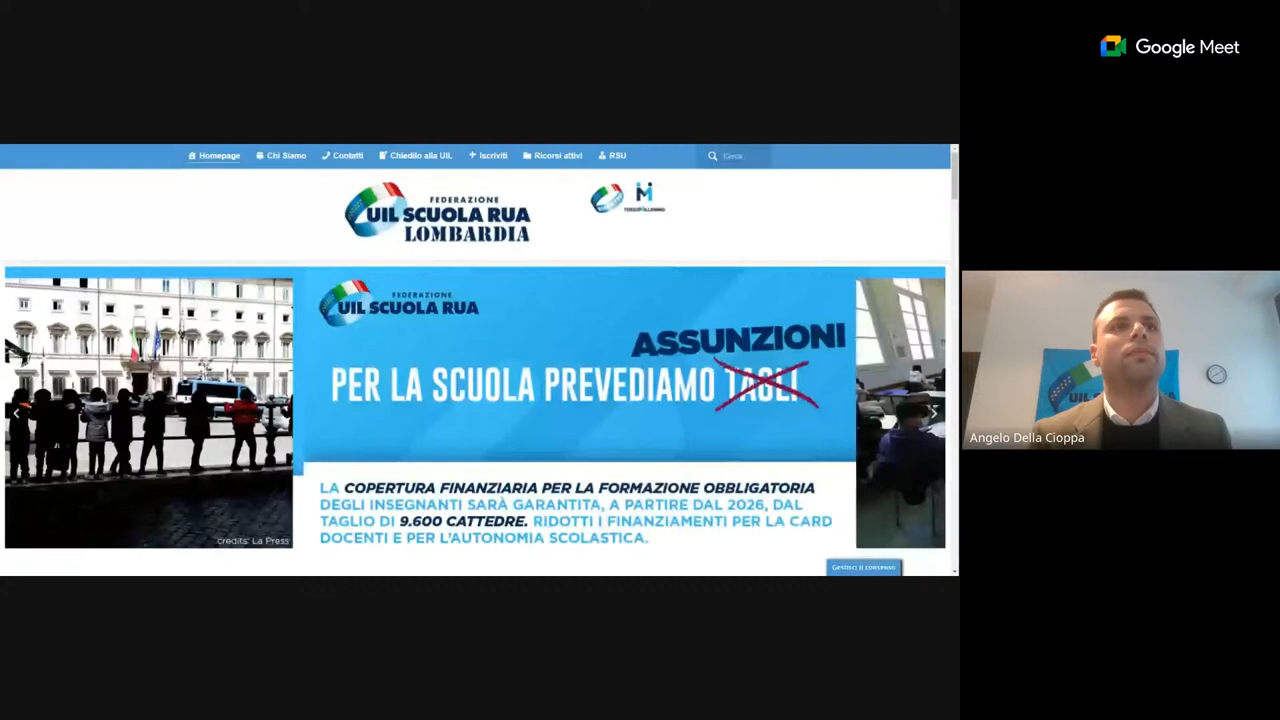 Google Meet
Homepage Chi Siamo Contatti Chiedilo alla UIL Iscriviti Ricorsi attivi RSU Cerca
FEDERAZIONE
UIL SCUOLA RUA
LOMBARDIA
FEDERAZIONE
UIL SCUOLA RUA
ASSUNZIONI
PER LA SCUOLA PREVEDIAMO TAGLI
LA COPERTURA FINANZIARIA PER LA FORMAZIONE OBBLIGATORIA
DEGLI INSEGNANTI SARÀ GARANTITA, A PARTIRE DAL 2026, DAL
TAGLIO DI 9.600 CATTEDRE. RIDOTTI I FINANZIAMENTI PER LA CARD
DOCENTI E PER L'AUTONOMIA SCOLASTICA.
credits: La Press
Gestisci il consenso
UIL SCUOLA
Angelo Della Cioppa